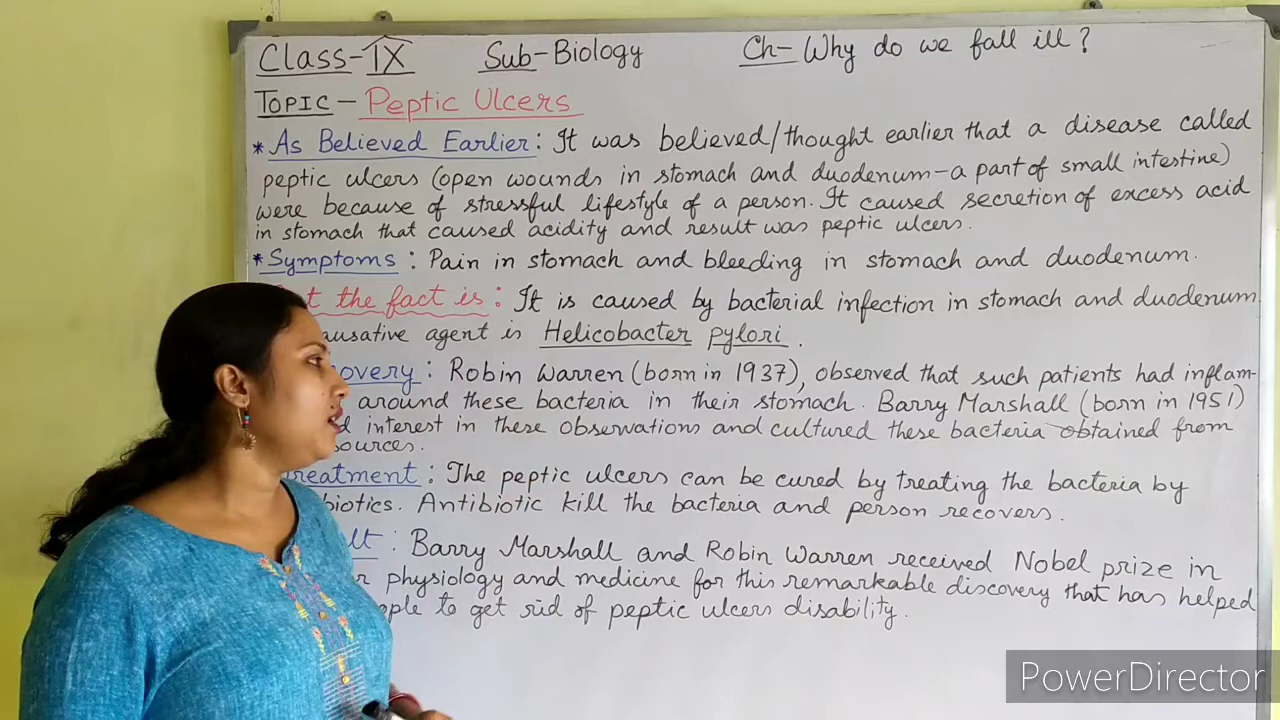 Class-IX Sub-Biology Ch- Why do we fall ill?
TOPIC - Peptic Ulcers
* As Believed Earlier: It was believed/thought earlier that a disease called
peptic ulcers (open wounds in stomach and duodenum - a part of small intestine)
were because of stressful lifestyle of a person. It caused secretion of excess acid
in stomach that caused acidity and result was peptic ulcers.
* Symptoms: Pain in stomach and bleeding in stomach and duodenum.
the fact is: It is caused by bacterial infection in stomach and duodenum
agent is Helicobacter pylori.
: Robin Warren (born in 1937), observed that such patients had inflam-
around these bacteria in their stomach. Barry Marshall (born in 1951)
interest in these observations and cultured these bacteria obtained from
sources.
Treatment: The peptic ulcers can be cured by treating the bacteria by
biotics. Antibiotic kill the bacteria and person recovers.
: Barry Marshall and Robin Warren received Nobel prize in
physiology and medicine for this remarkable discovery that has helped
to get rid of peptic ulcers disability.
PowerDirector